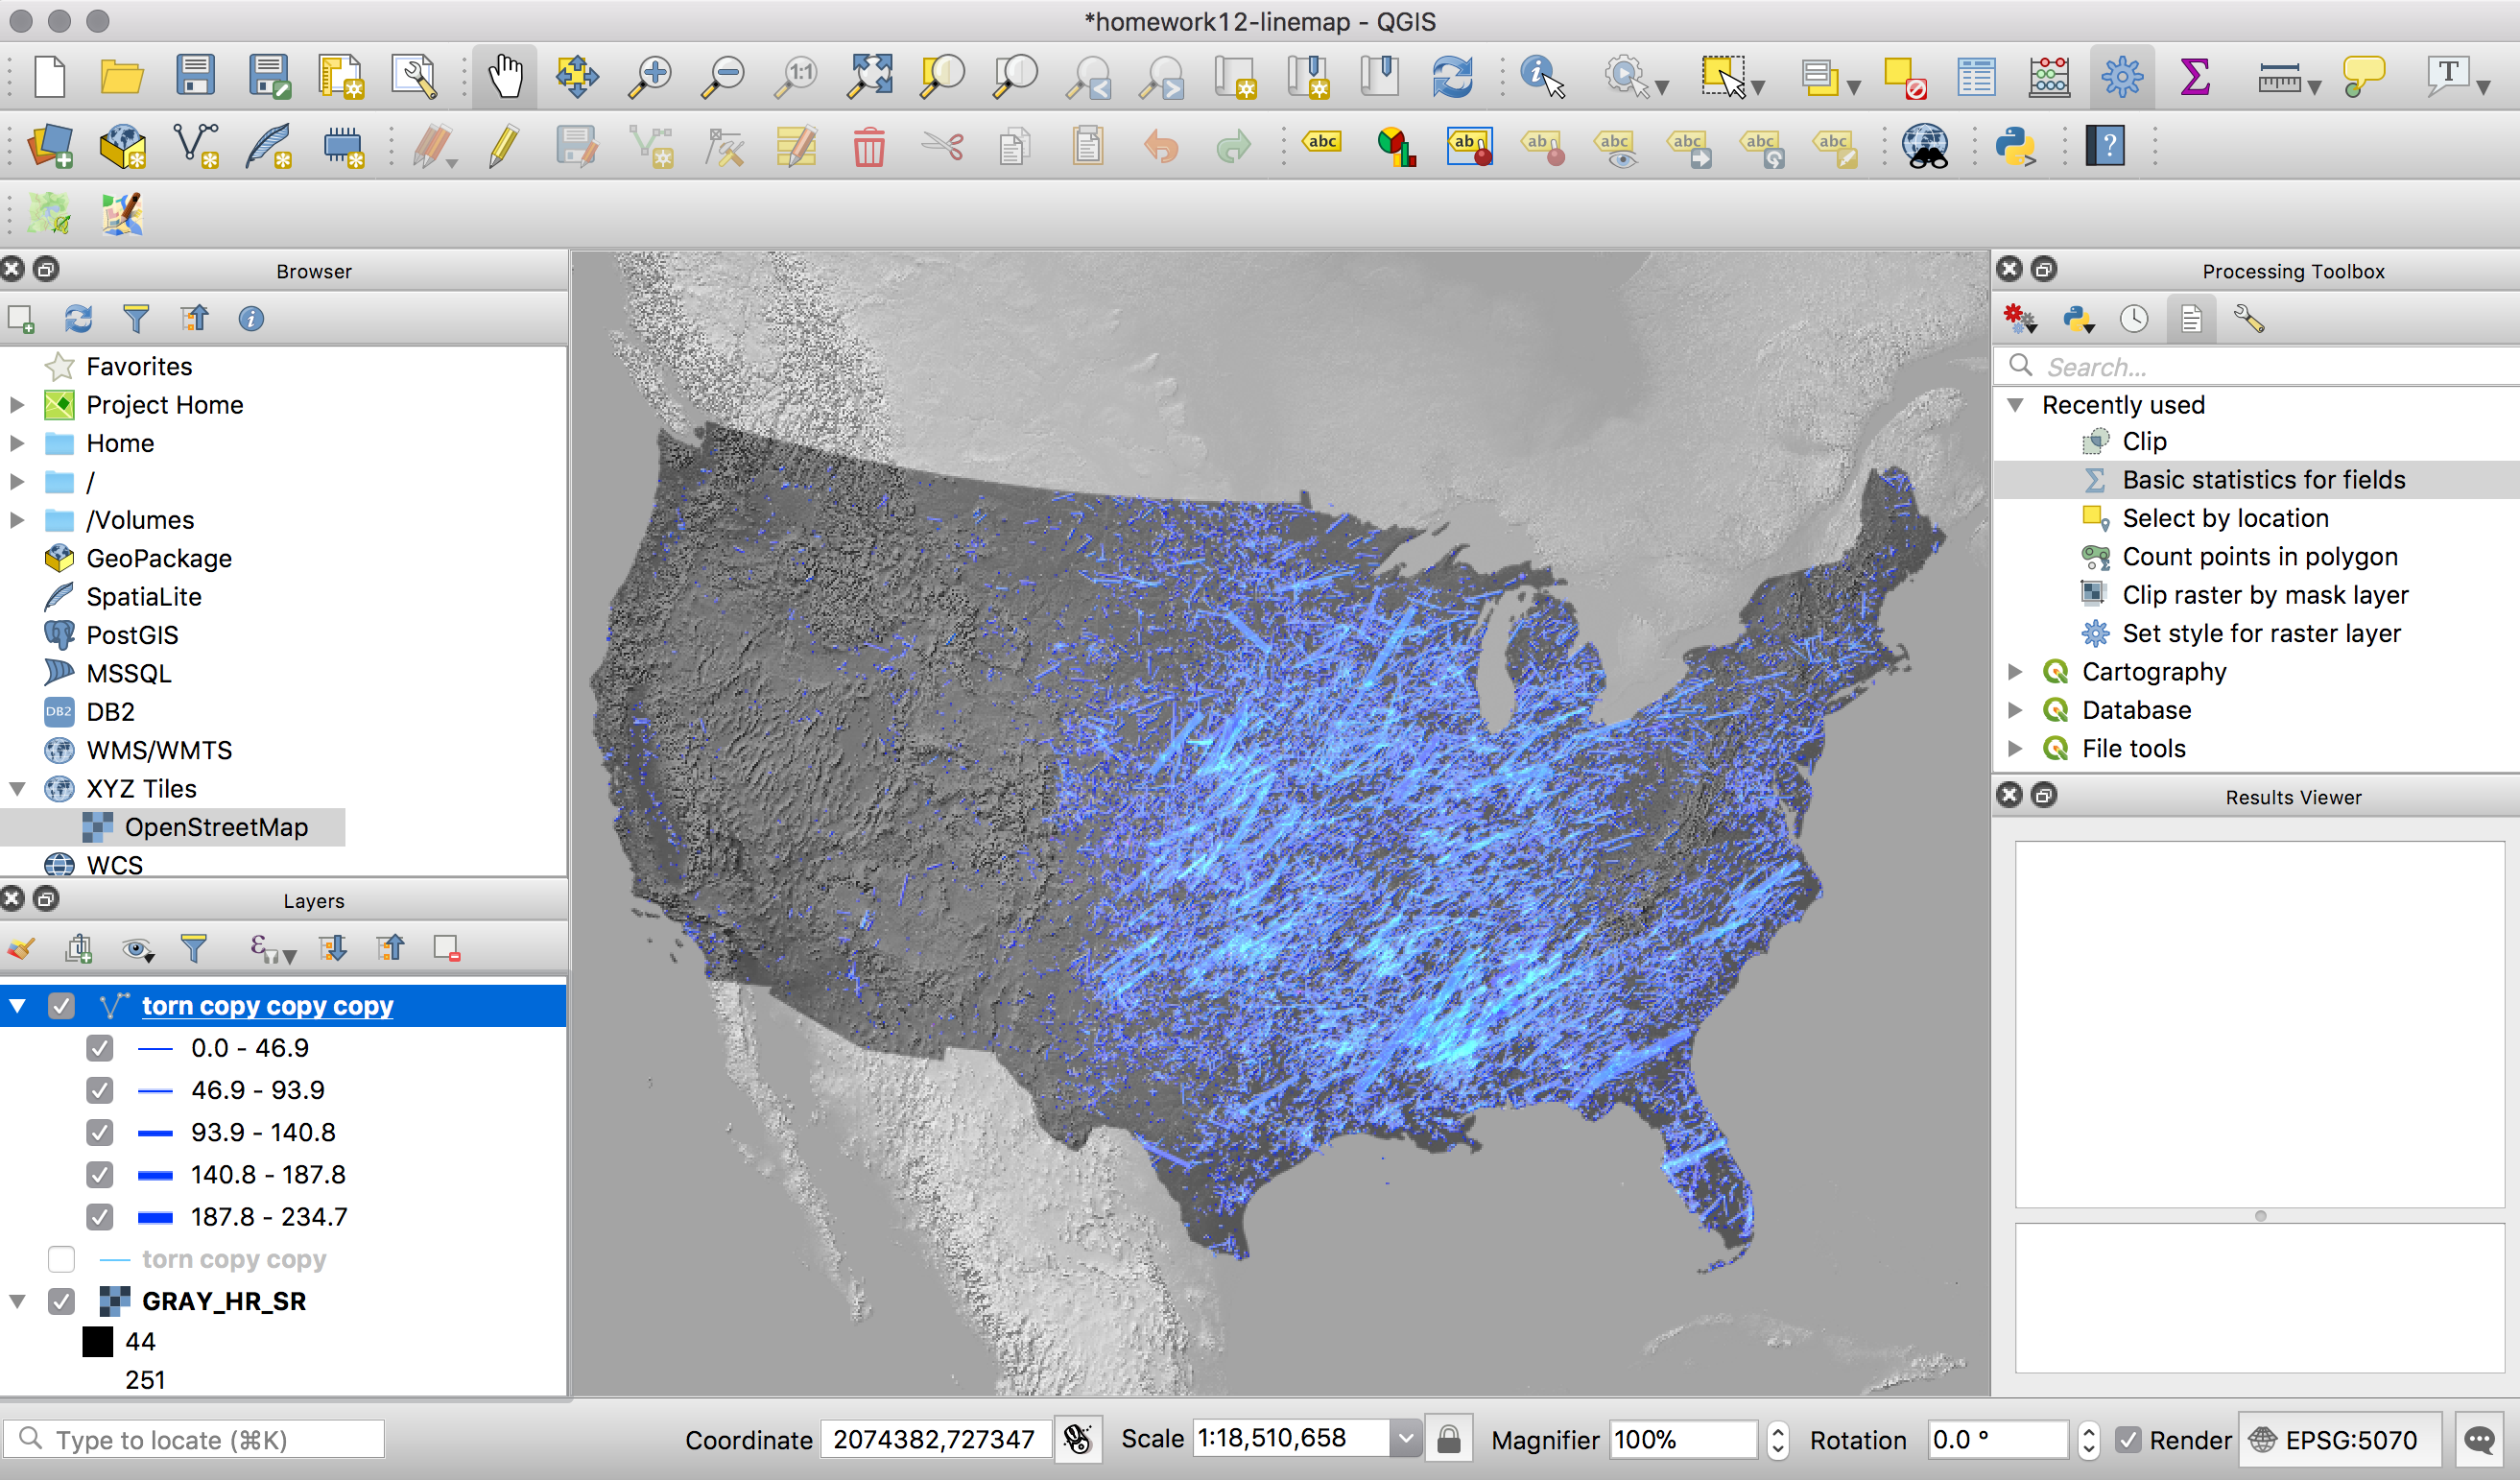 *homework12-linemap - QGIS
1:1
T
abc
ab
ab
abc
abc
abc
abc
?
Browser
Favorites
Project Home
Home
/
/Volumes
GeoPackage
SpatiaLite
PostGIS
MSSQL
DB2
DB2
WMS/WMTS
XYZ Tiles
OpenStreetMap
WCS
Layers
torn copy copy copy
0.0 - 46.9
46.9 - 93.9
93.9 - 140.8
140.8 - 187.8
187.8 - 234.7
torn copy copy
GRAY_HR_SR
44
251
Processing Toolbox
Search...
Recently used
Clip
Basic statistics for fields
Select by location
Count points in polygon
Clip raster by mask layer
Set style for raster layer
Cartography
Database
File tools
Results Viewer
Type to locate (⌘K)
Coordinate 2074382,727347 Scale 1:18,510,658 Magnifier 100% Rotation 0.0 ° Render EPSG:5070